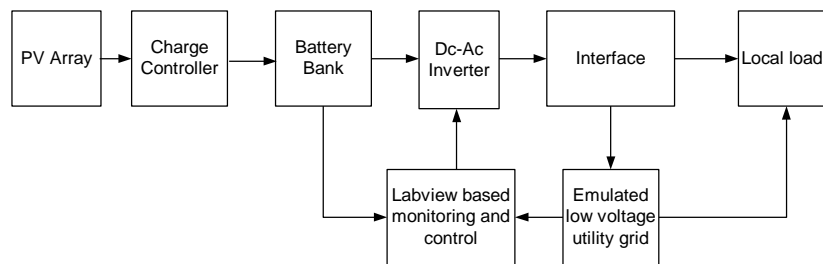 PV Array
Charge
Controller
Battery
Bank
Dc-Ac
Inverter
Interface
Local load
Labview based
monitoring and
control
Emulated
low voltage
utility grid